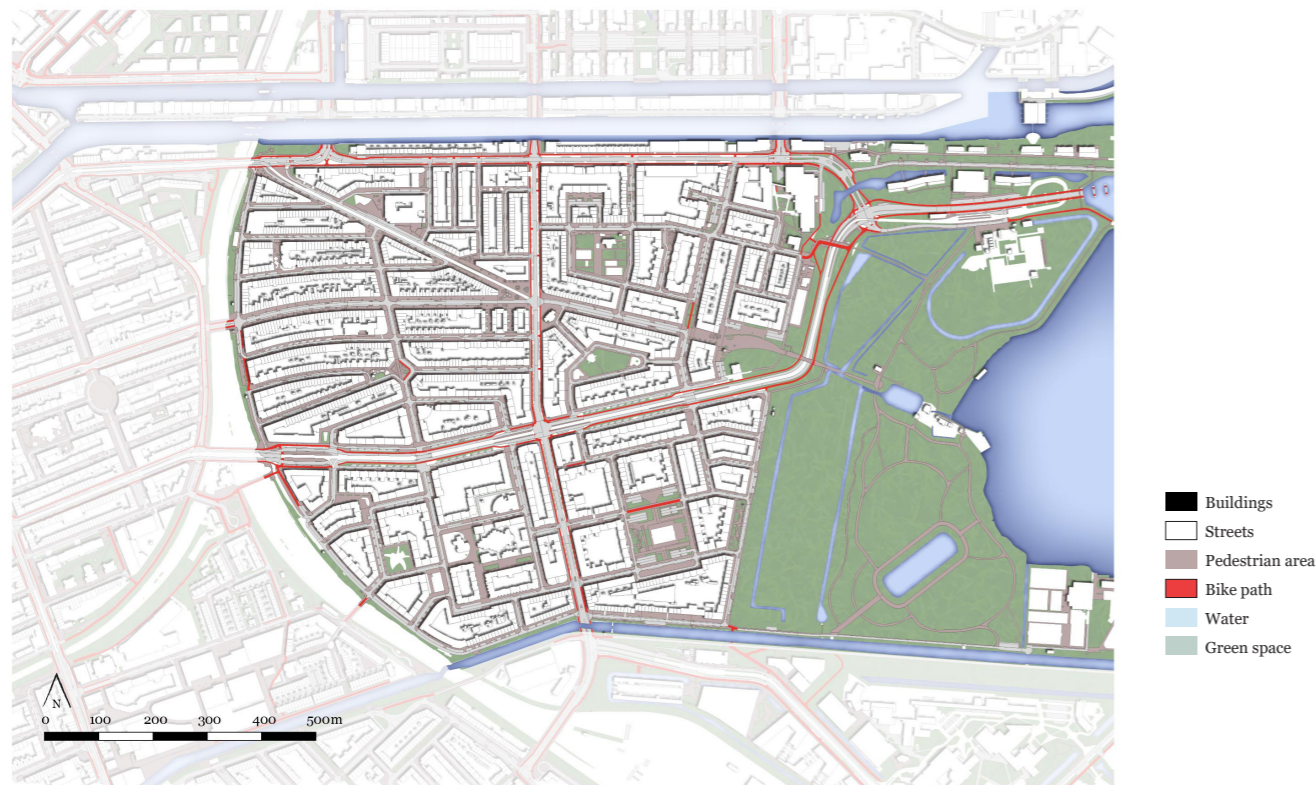 Buildings
Streets
Pedestrian area
Bike path
Water
Green space
N
0 100 200 300 400 500m